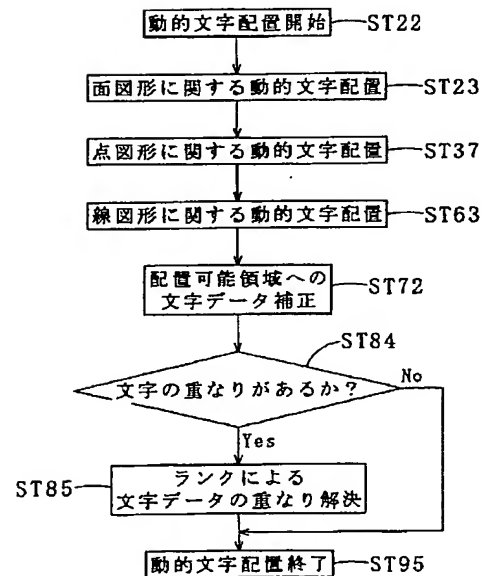 動的文字配置開始 ST22
面図形に関する動的文字配置 ST23
点図形に関する動的文字配置 ST37
線図形に関する動的文字配置 ST63
配置可能領域への
文字データ補正 ST72
ST84
文字の重なりがあるか? No
Yes
ランクによる
ST85 文字データの重なり解決
動的文字配置終了 ST95